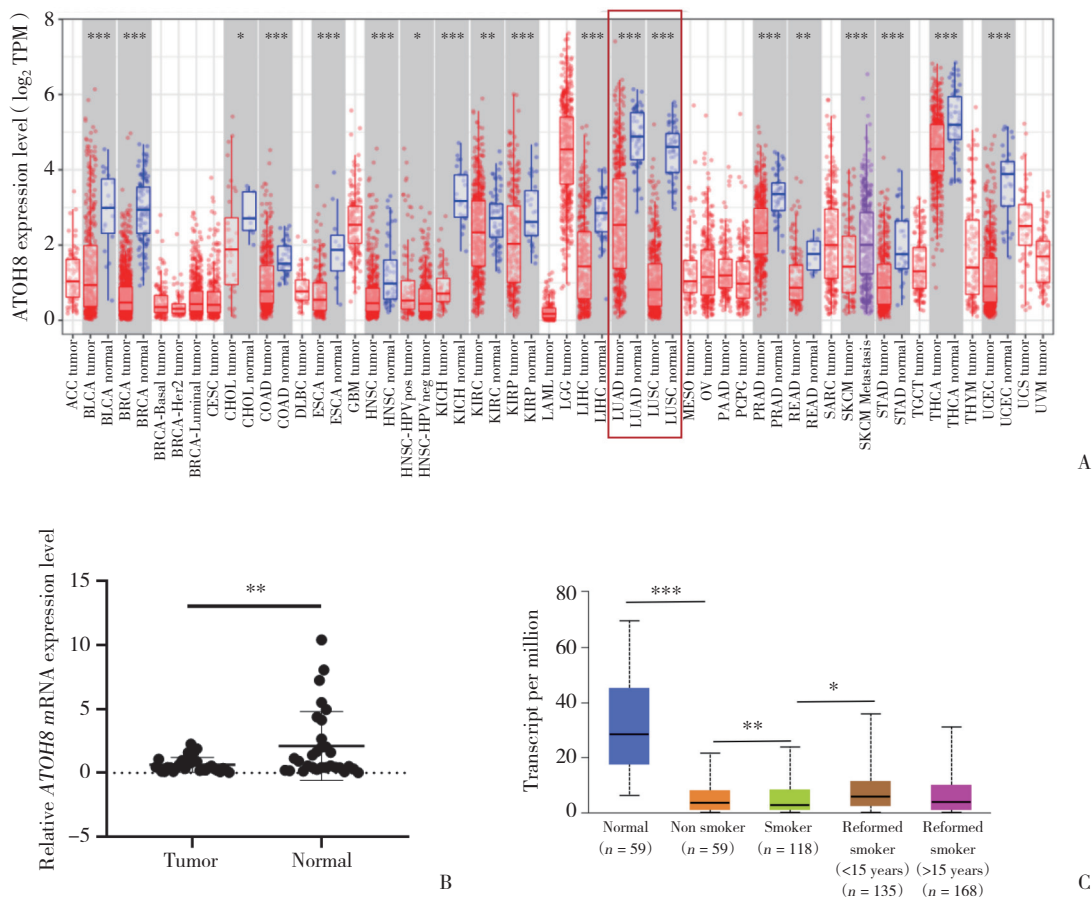 ATOH8 expression level ( log2 TPM )
8
6
4
2
0
*** *** * *** *** *** * *** ** *** *** *** *** *** ** *** *** *** ***
ACC tumor
BLCA tumor
BLCA normal
BRCA tumor
BRCA normal
BRCA-Basal tumor
BRCA-Her2 tumor
BRCA-Luminal tumor
CESC tumor
CHOL tumor
CHOL normal
COAD tumor
COAD normal
DLBC tumor
ESCA tumor
ESCA normal
GBM tumor
HNSC tumor
HNSC normal
HNSC-HPVpos tumor
HNSC-HPVneg tumor
KICH tumor
KICH normal
KIRC tumor
KIRC normal
KIRP tumor
KIRP normal
LAML tumor
LGG tumor
LIHC tumor
LIHC normal
LUAD tumor
LUAD normal
LUSC tumor
LUSC normal
MESO tumor
OV tumor
PAAD tumor
PCPG tumor
PRAD tumor
PRAD normal
READ tumor
READ normal
SARC tumor
SKCM tumor
SKCM Metastasis
STAD tumor
STAD normal
TGCT tumor
THCA tumor
THCA normal
THYM tumor
UCEC tumor
UCEC normal
UCS tumor
UVM tumor
A
Relative ATOH8 mRNA expression level
15
10
5
0
−5
**
Tumor
Normal
B
Transcript per million
80
60
40
20
0
***
**
*
Normal
(n = 59)
Non smoker
(n = 59)
Smoker
(n = 118)
Reformed
smoker
(<15 years)
(n = 135)
Reformed
smoker
(>15 years)
(n = 168)
C